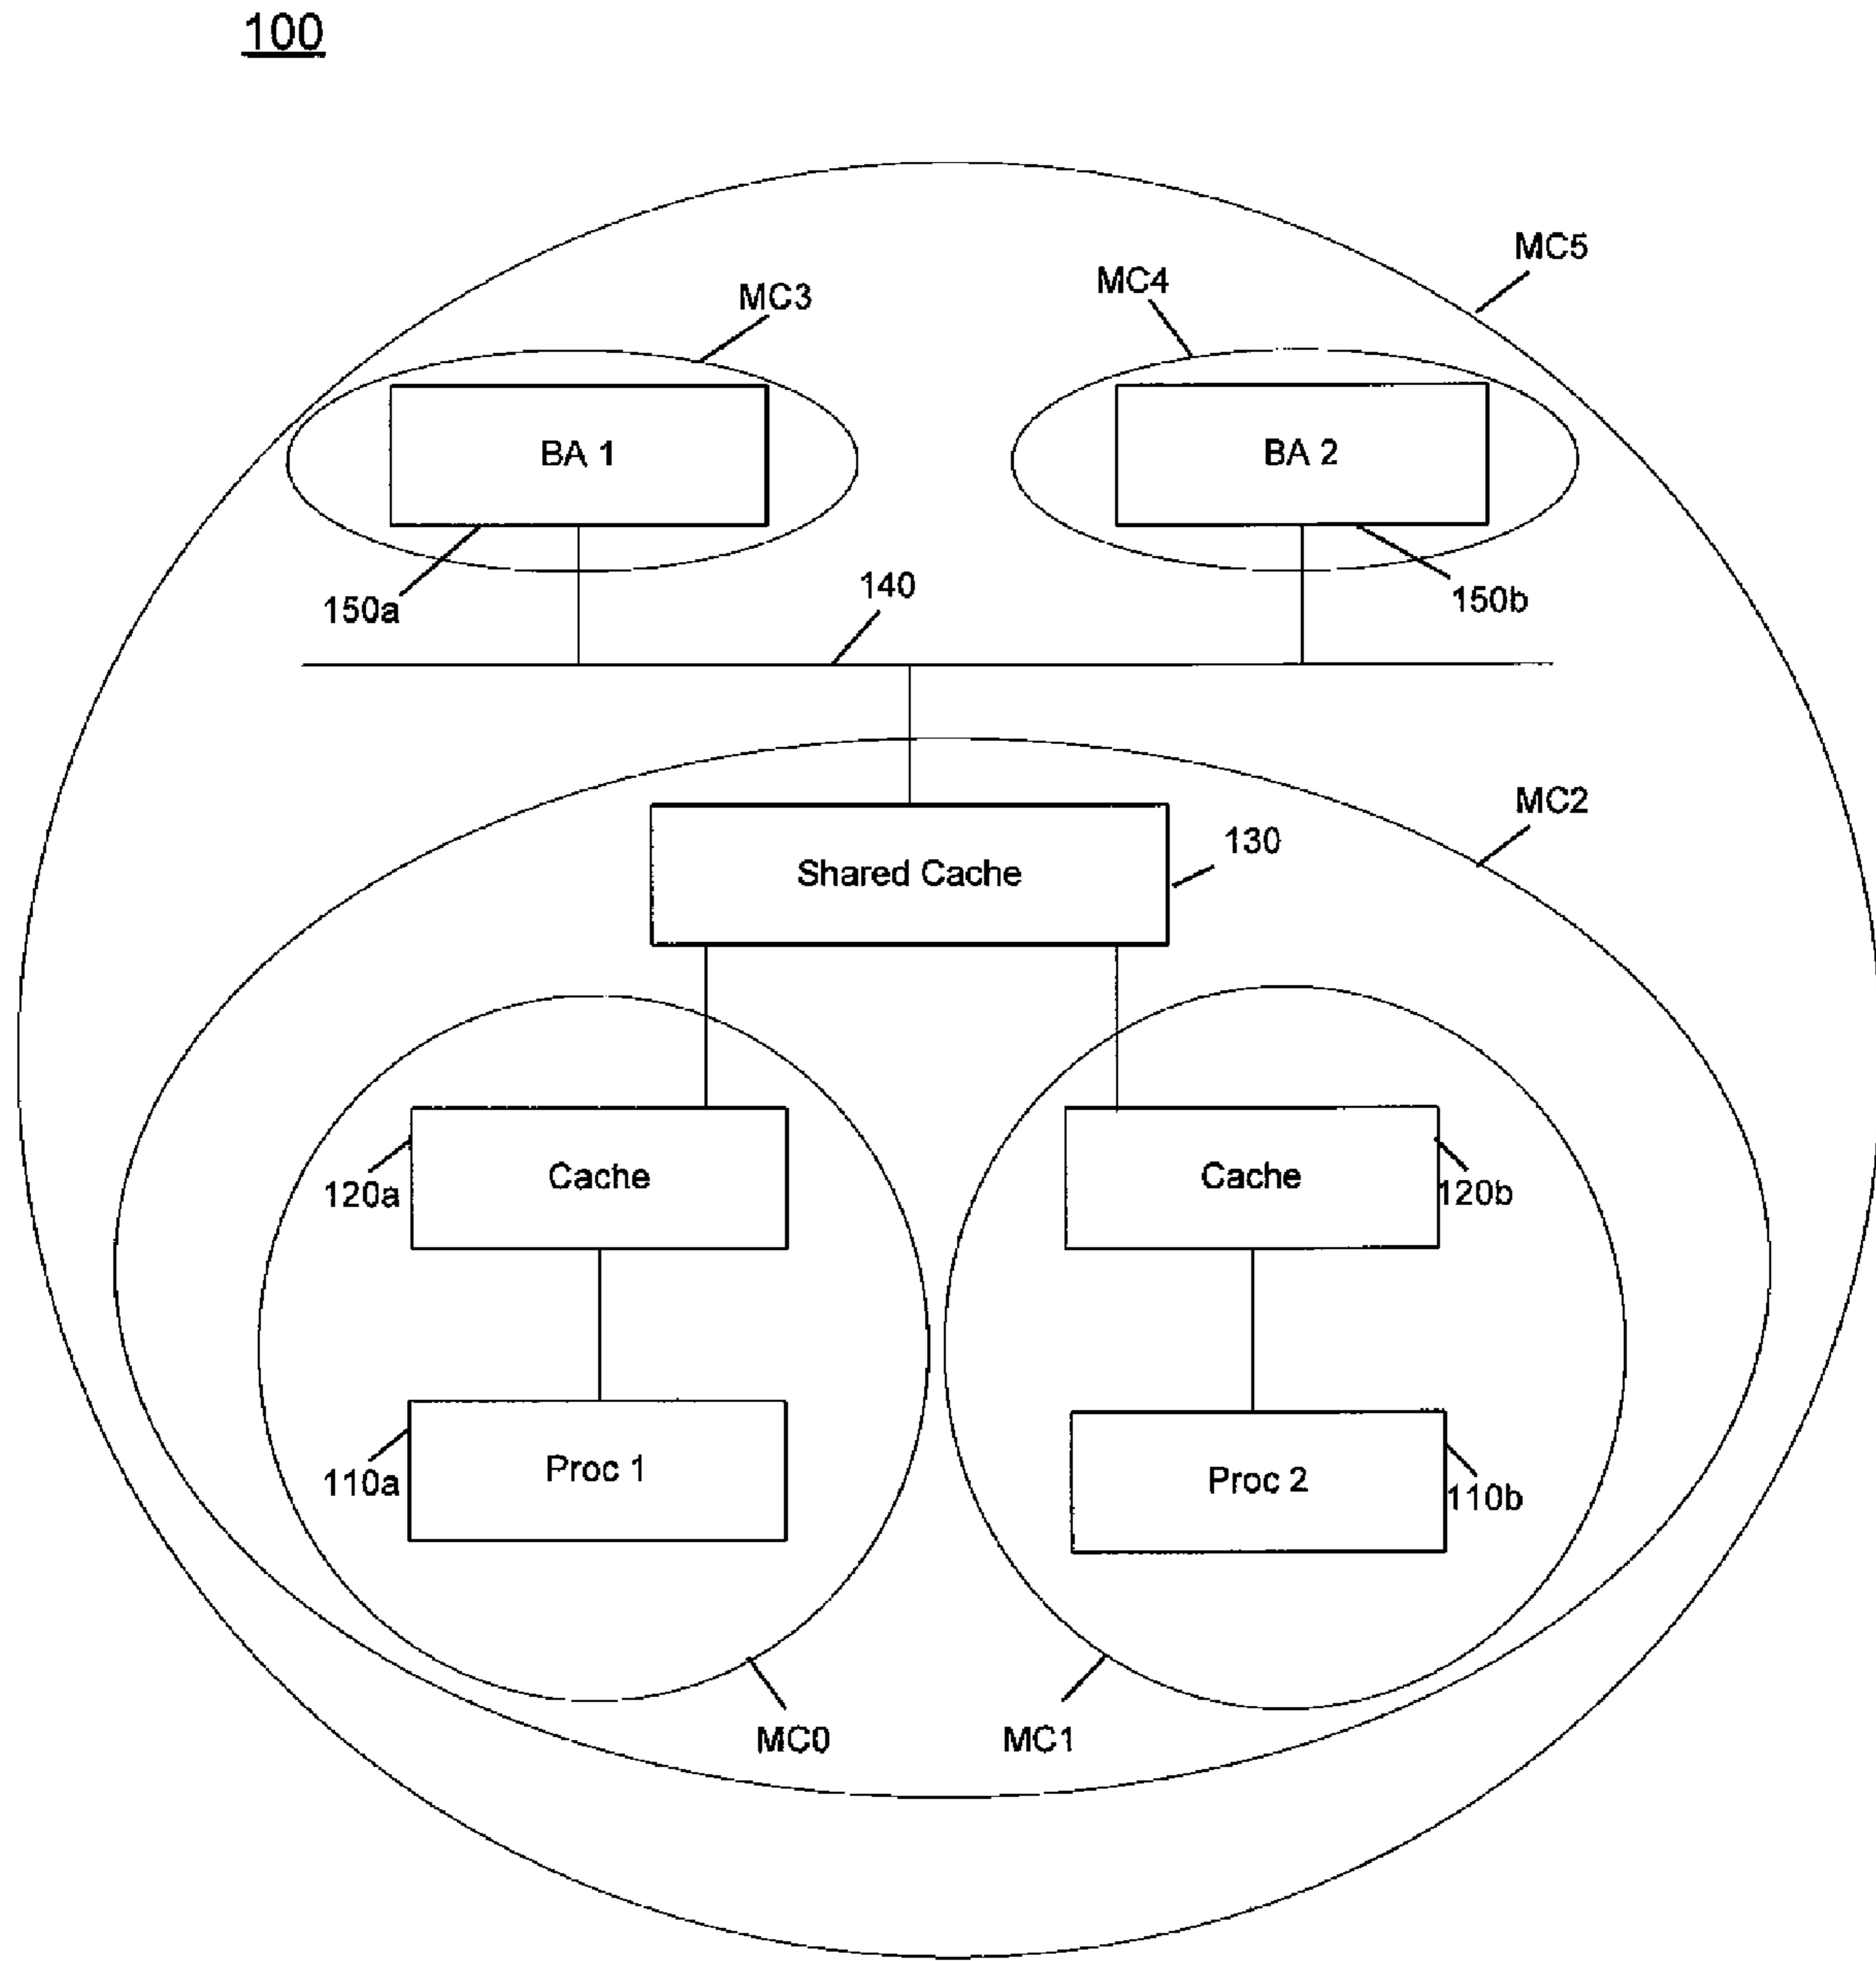 100
MC5
MC4
MC3
BA 1
BA 2
140
150a
150b
MC2
130
Shared Cache
120a
Cache
Cache
120b
110a
Proc 1
Proc 2
110b
MC0
MC1